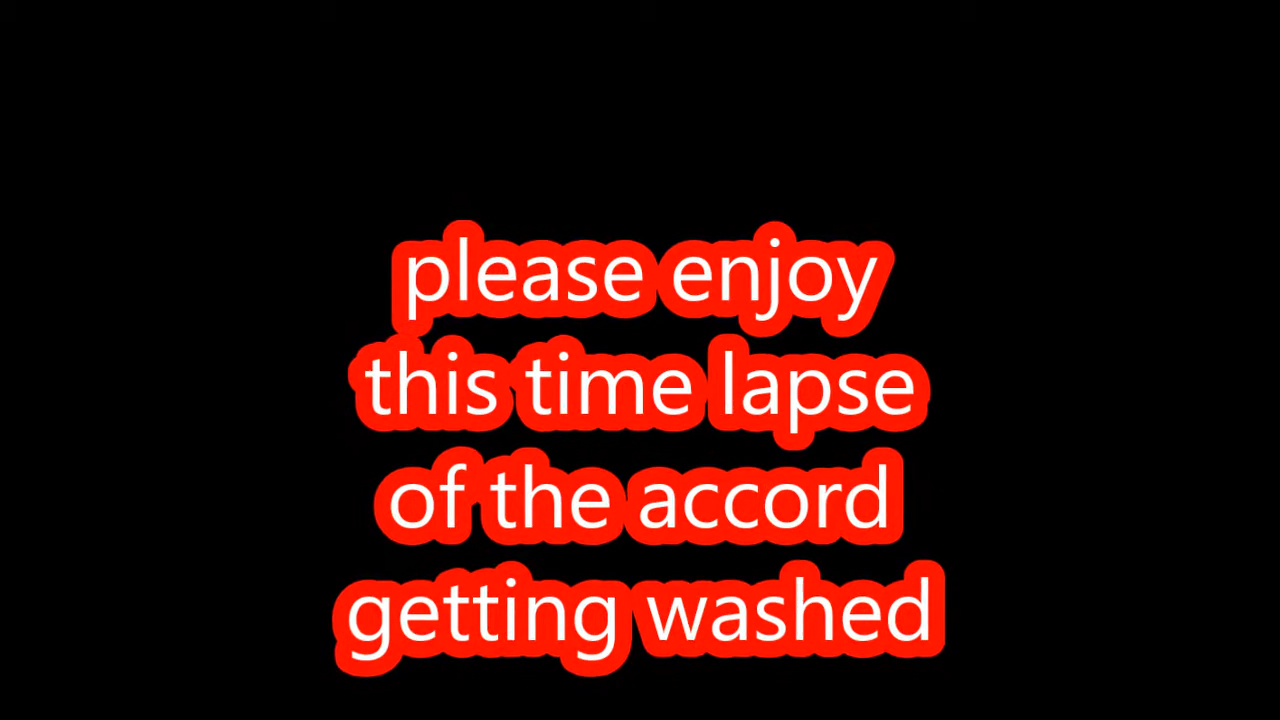 please enjoy
this time lapse
of the accord
getting washed